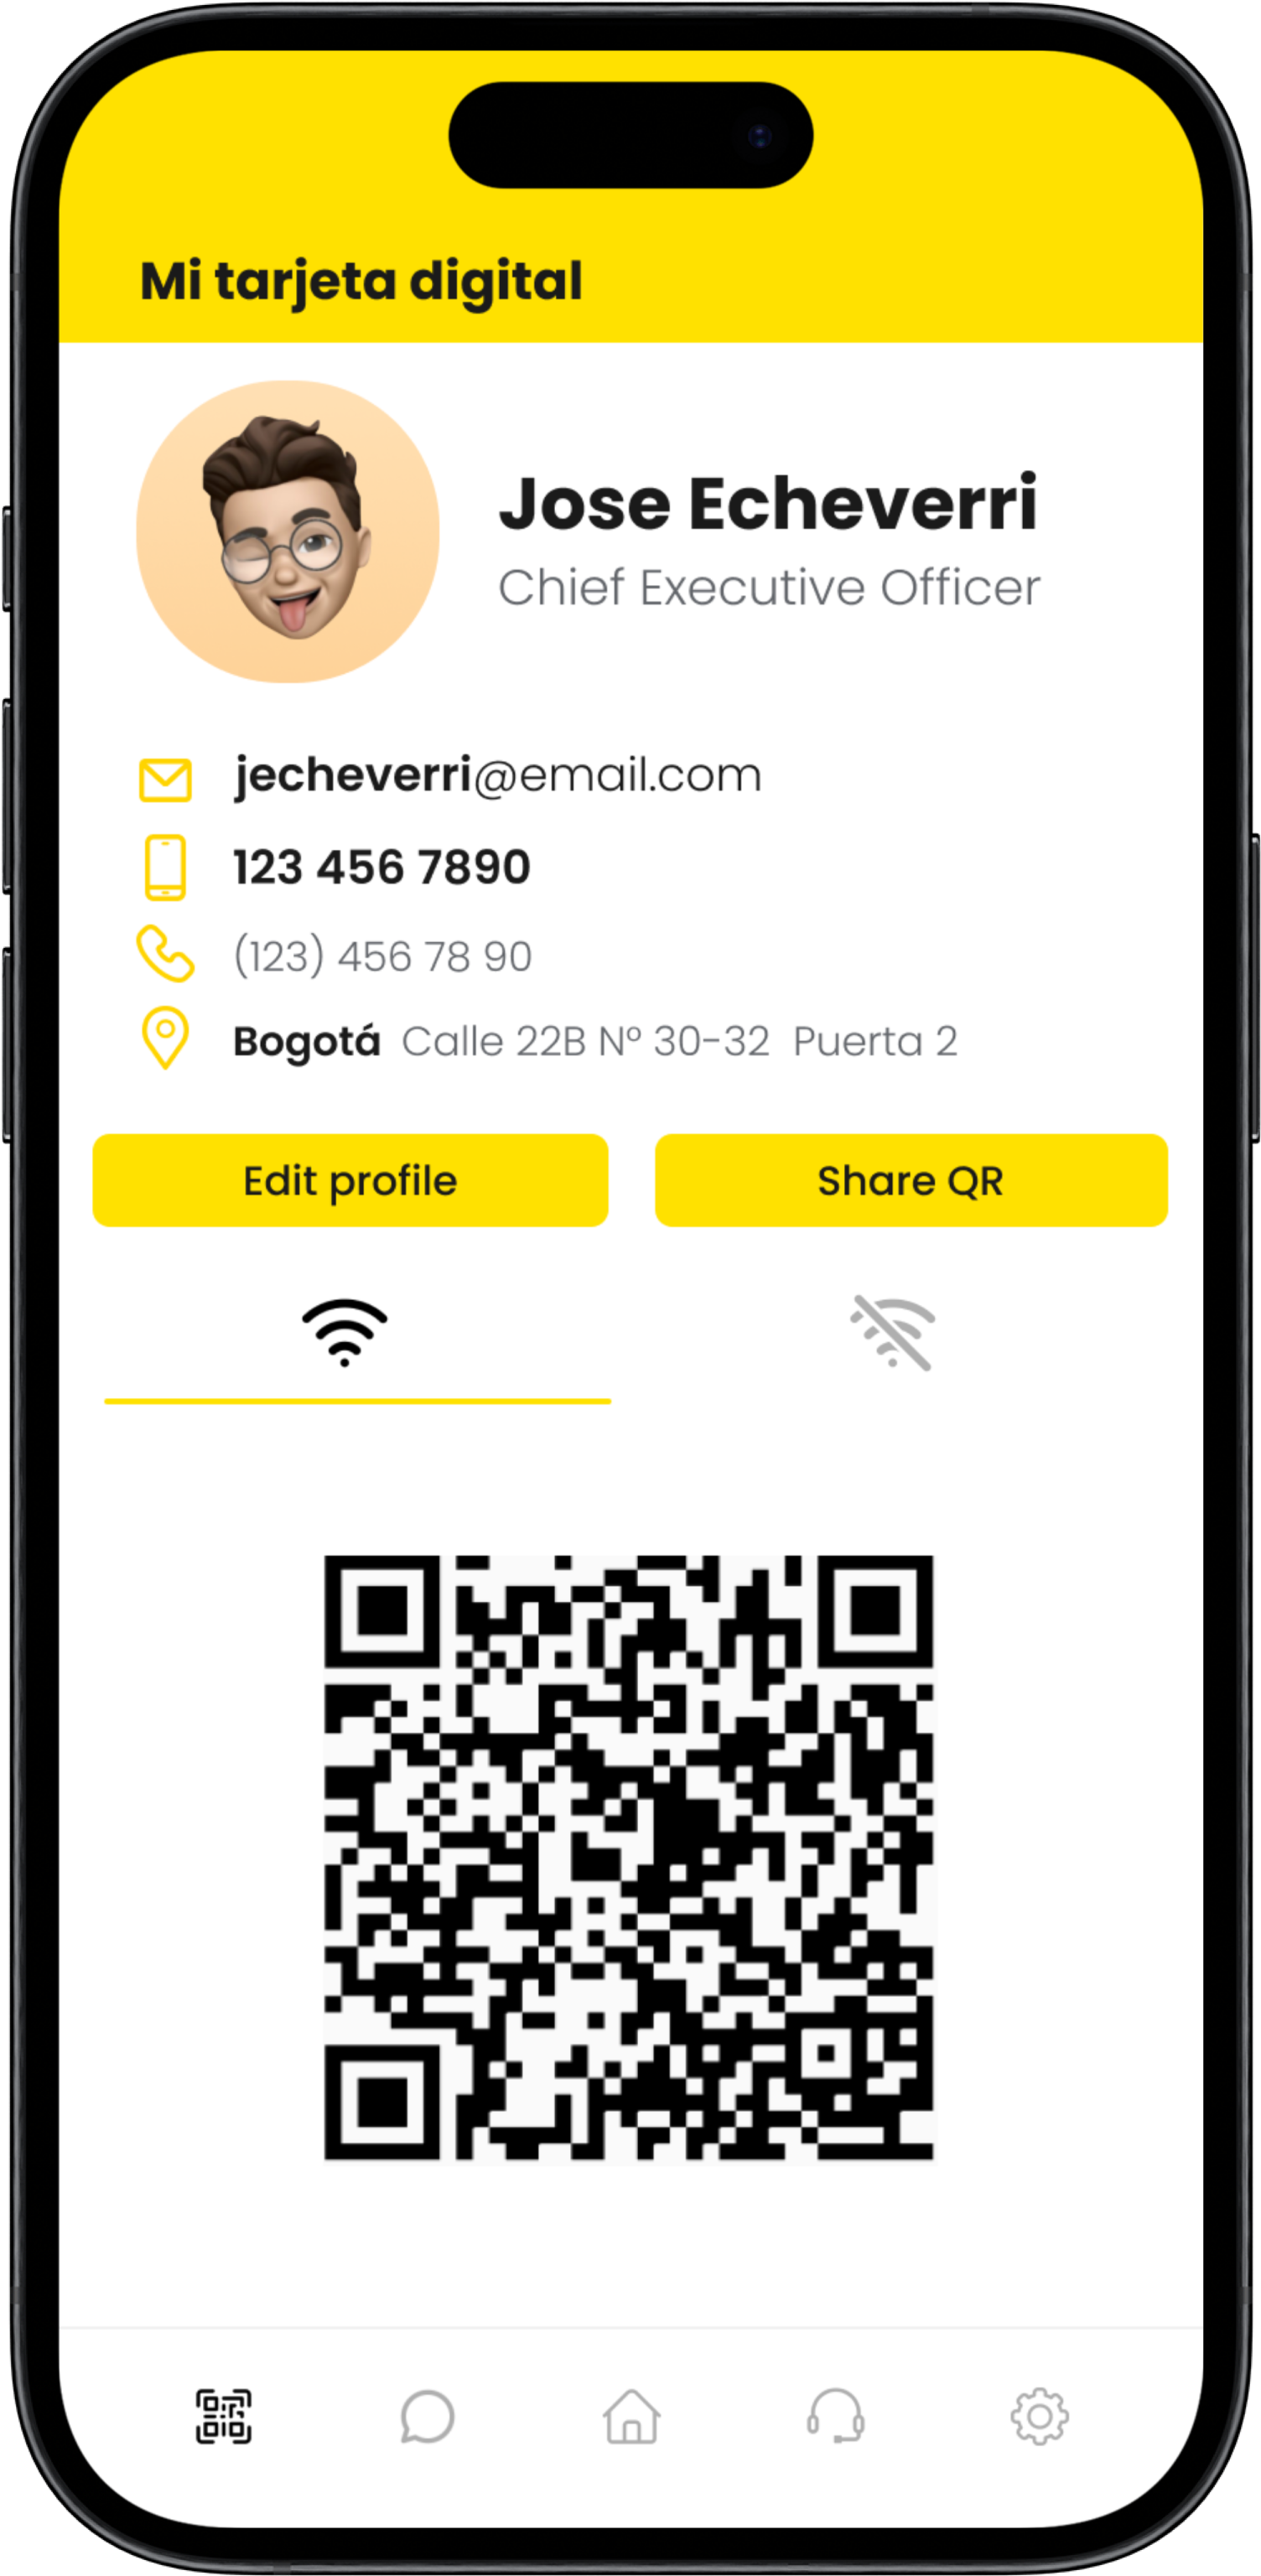 Mi tarjeta digital
Jose Echeverri
Chief Executive Officer
jecheverri@email.com
123 456 7890
(123) 456 78 90
Bogotá Calle 22B Nº 30-32 Puerta 2
Edit profile
Share QR